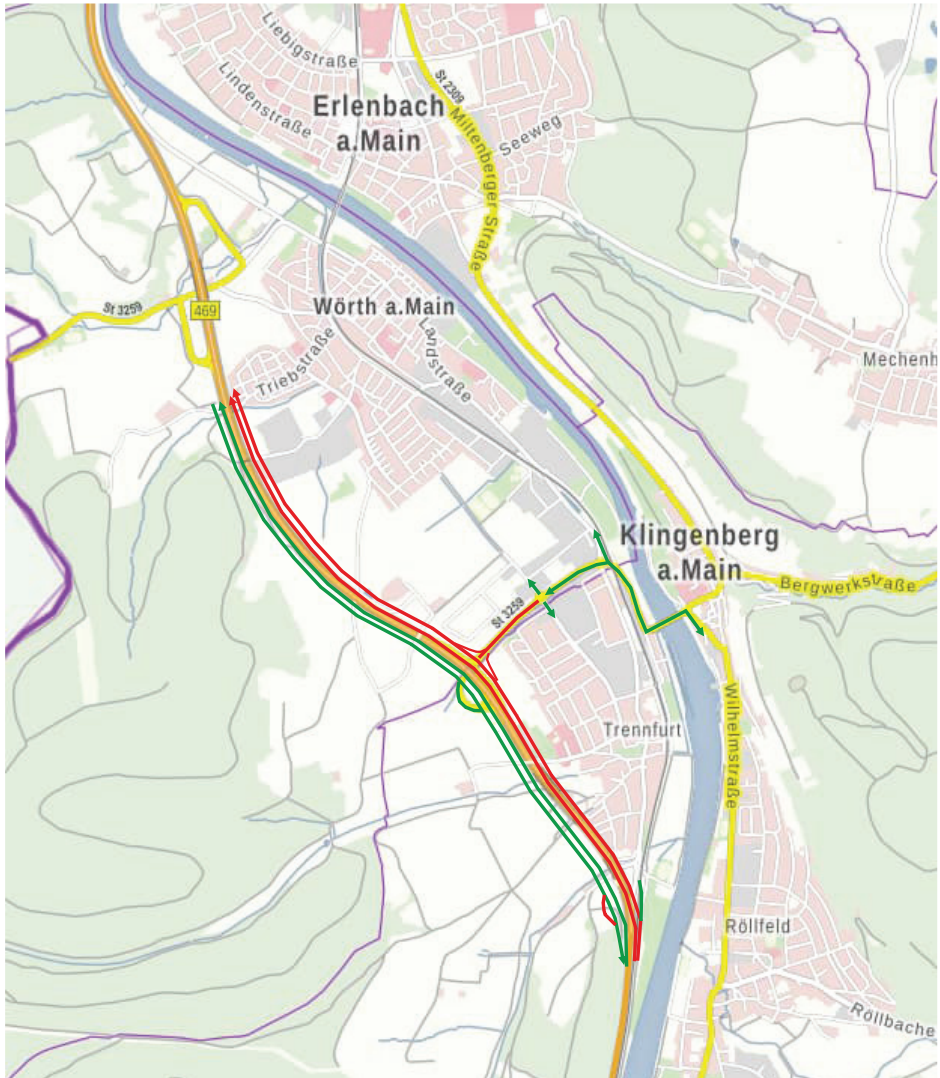 Liebigstraße
Lindenstraße
Erlenbach
a.Main
St 2309
Miltenberger Straße
Seeweg
St 3259
469
Wörth a.Main
Triebstraße
Landstraße
Mechenh
Klingenberg
a.Main
Bergwerkstraße
St 3259
Trennfurt
Wilhelmstraße
Röllfeld
Röllbache